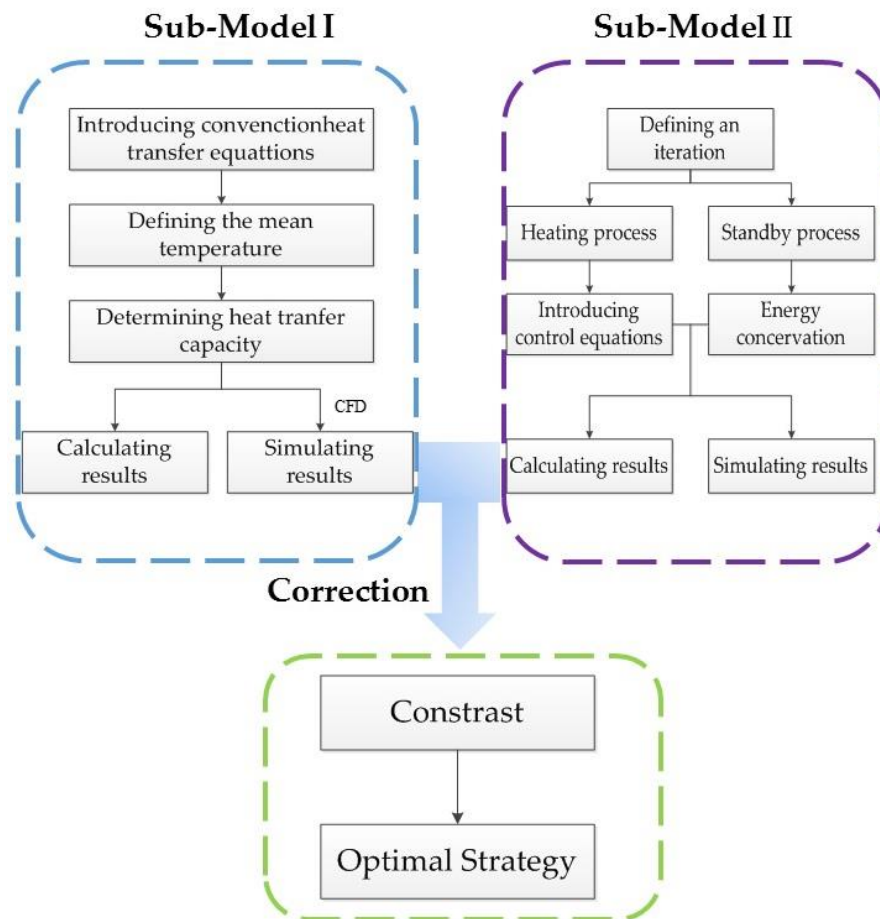 Sub-Model I
Introducing convenctionheat
transfer equattions
Defining the mean
temperature
Determining heat tranfer
capacity
CFD
Calculating
results
Simulating
results
Sub-Model II
Defining an
iteration
Heating process
Standby process
Introducing
control equations
Energy
concervation
Calculating results
Simulating results
Correction
Constrast
Optimal Strategy